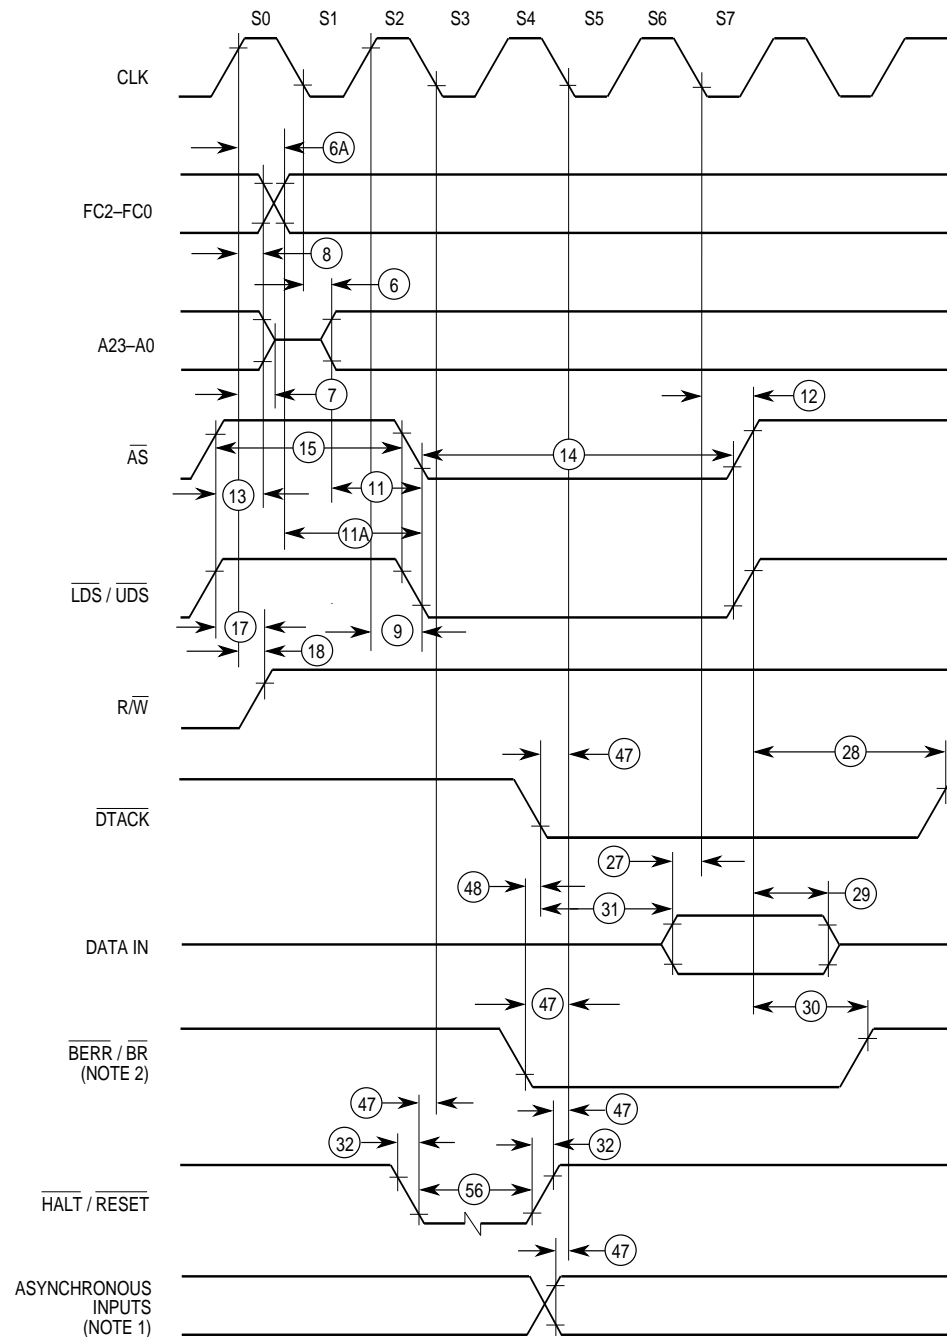 S0 S1 S2 S3 S4 S5 S6 S7
CLK
6A
FC2–FC0
8
6
A23–A0
7
12
AS
15
14
13
11
11A
LDS / UDS
17
9
18
R/W
47
28
DTACK
27
48
31
29
DATA IN
47
30
BERR / BR
(NOTE 2)
47
47
32
32
HALT / RESET
56
47
ASYNCHRONOUS
INPUTS
(NOTE 1)